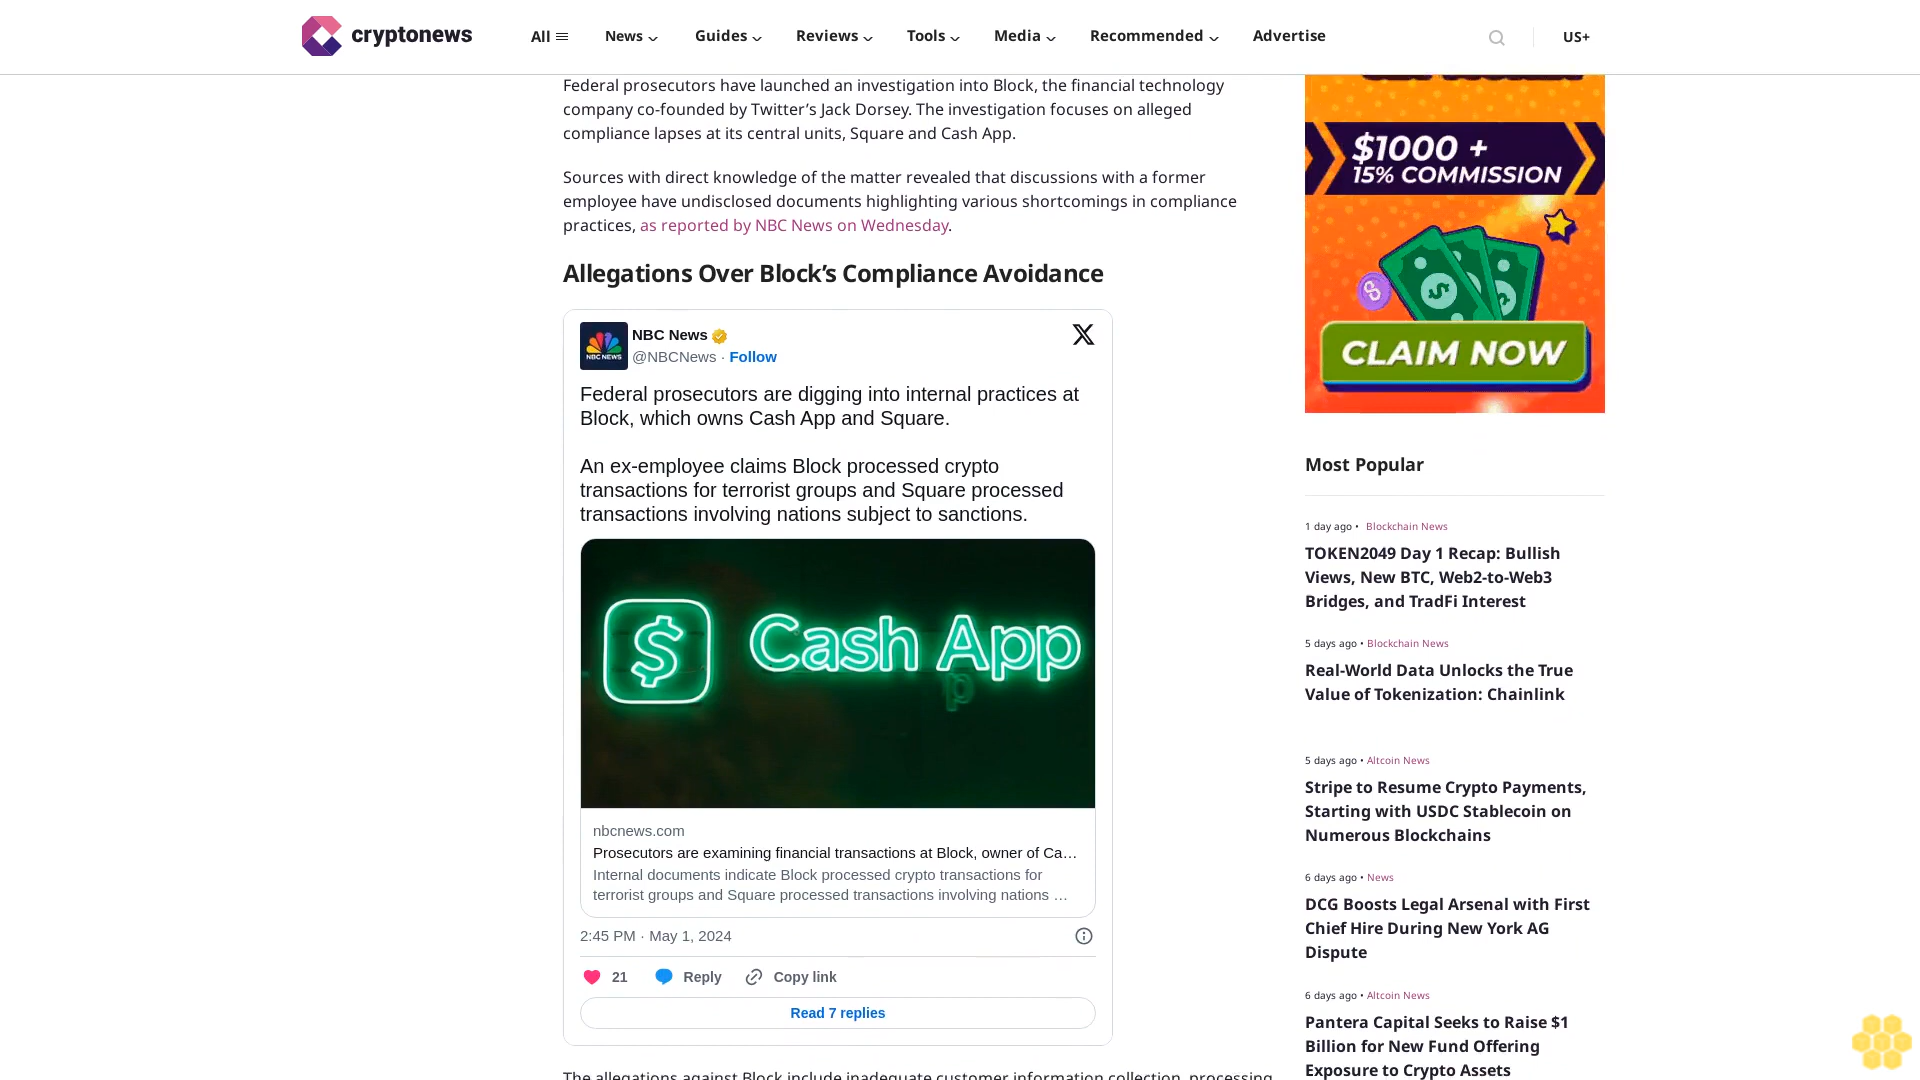 cryptonews
All
News
Guides
Reviews
Tools
Media
Recommended
Advertise
US+
Federal prosecutors have launched an investigation into Block, the financial technology
company co-founded by Twitter’s Jack Dorsey. The investigation focuses on alleged
compliance lapses at its central units, Square and Cash App.
Sources with direct knowledge of the matter revealed that discussions with a former
employee have undisclosed documents highlighting various shortcomings in compliance
practices, as reported by NBC News on Wednesday.
Allegations Over Block’s Compliance Avoidance
NBC NEWS
NBC News
@NBCNews · Follow
Federal prosecutors are digging into internal practices at
Block, which owns Cash App and Square.
An ex-employee claims Block processed crypto
transactions for terrorist groups and Square processed
transactions involving nations subject to sanctions.
$ Cash App
nbcnews.com
Prosecutors are examining financial transactions at Block, owner of Ca…
Internal documents indicate Block processed crypto transactions for
terrorist groups and Square processed transactions involving nations …
2:45 PM · May 1, 2024
21
Reply
Copy link
Read 7 replies
The allegations against Block include inadequate customer information collection, processing
$1000 +
15% COMMISSION
CLAIM NOW
Most Popular
1 day ago • Blockchain News
TOKEN2049 Day 1 Recap: Bullish
Views, New BTC, Web2-to-Web3
Bridges, and TradFi Interest
5 days ago • Blockchain News
Real-World Data Unlocks the True
Value of Tokenization: Chainlink
5 days ago • Altcoin News
Stripe to Resume Crypto Payments,
Starting with USDC Stablecoin on
Numerous Blockchains
6 days ago • News
DCG Boosts Legal Arsenal with First
Chief Hire During New York AG
Dispute
6 days ago • Altcoin News
Pantera Capital Seeks to Raise $1
Billion for New Fund Offering
Exposure to Crypto Assets